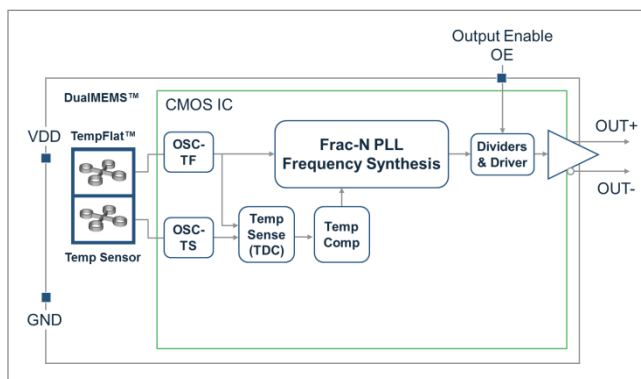 Output Enable
OE
DualMEMS™
CMOS IC
TempFlat™
VDD
OSC-
TF
Frac-N PLL
Frequency Synthesis
Dividers
& Driver
OUT+
OUT-
OSC-
TS
Temp
Sense
(TDC)
Temp
Comp
Temp Sensor
GND